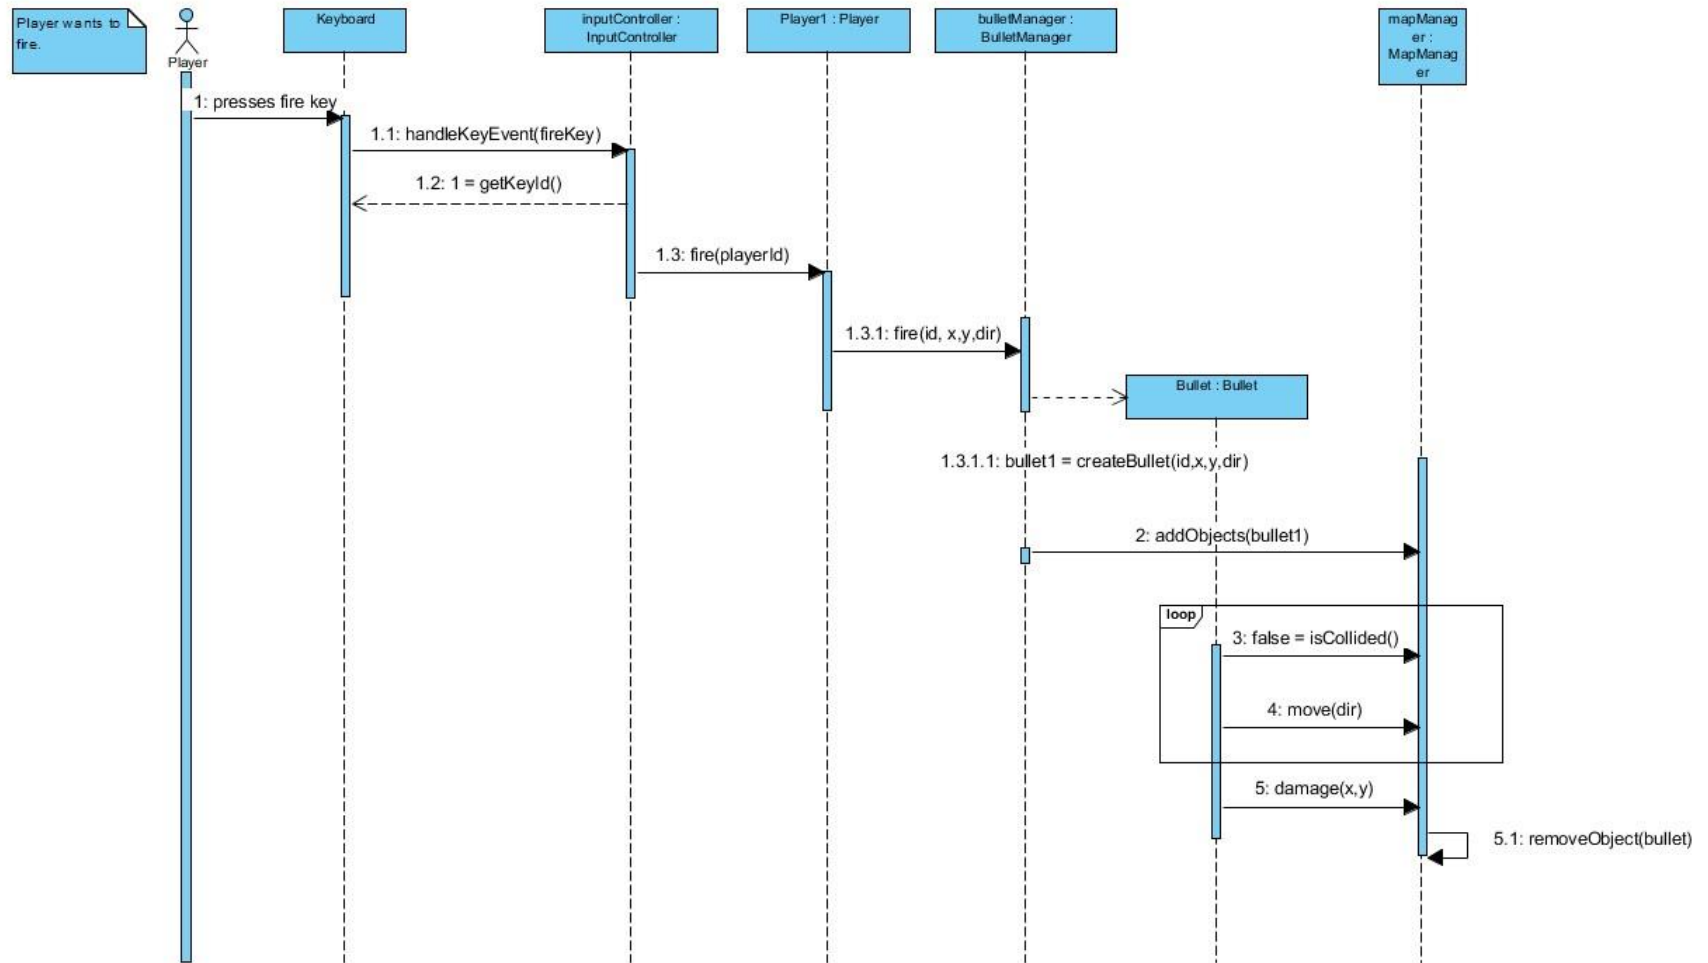 Player wants to
fire.
Player
Keyboard
inputController :
InputController
Player1 : Player
bulletManager :
BulletManager
mapManag
er :
MapManag
er
1: presses fire key
1.1: handleKeyEvent(fireKey)
1.2: 1 = getKeyId()
1.3: fire(playerId)
1.3.1: fire(id, x,y,dir)
Bullet : Bullet
1.3.1.1: bullet1 = createBullet(id,x,y,dir)
2: addObjects(bullet1)
loop
3: false = isCollided()
4: move(dir)
5: damage(x,y)
5.1: removeObject(bullet)